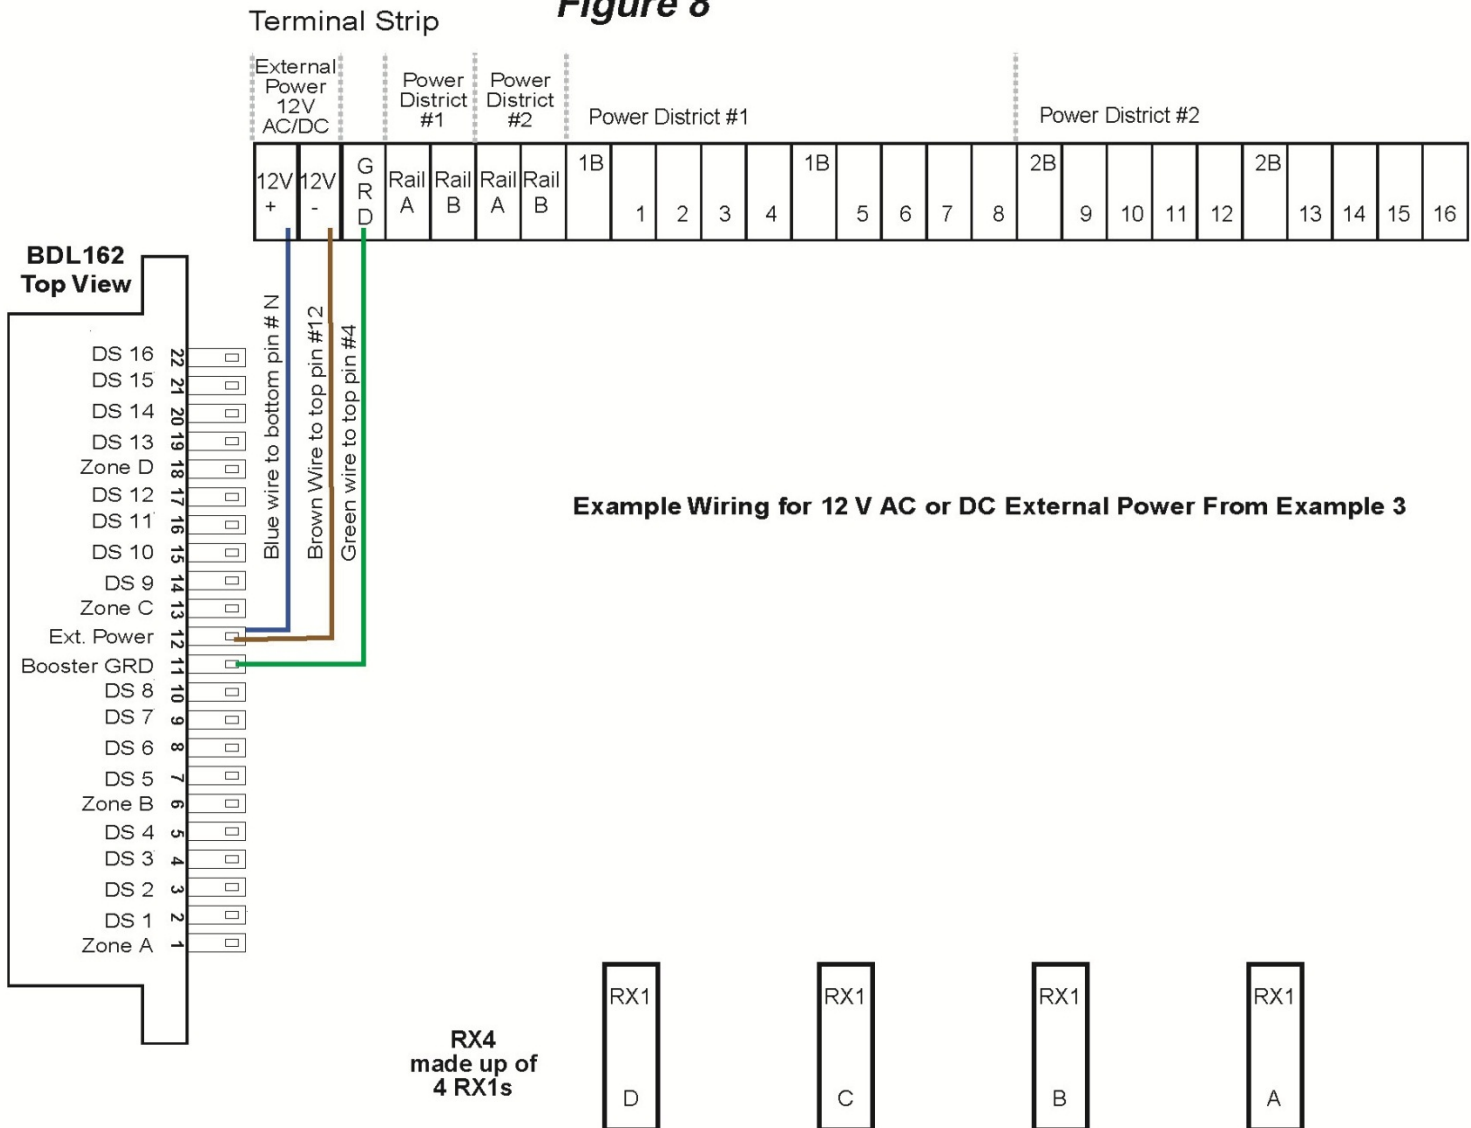 Figure 8
Terminal Strip
External
Power
12V
AC/DC
Power
District
#1
Power
District
#2
Power District #1
Power District #2
12V
+
12V
-
G
R
D
Rail
A
Rail
B
Rail
A
Rail
B
1B
1
2
3
4
1B
5
6
7
8
2B
9
10
11
12
2B
13
14
15
16
BDL162
Top View
Blue wire to bottom pin # N
Brown Wire to top pin #12
Green wire to top pin #4
DS 16 22
DS 15 21
DS 14 20
DS 13 19
Zone D 18
DS 12 17
DS 11 16
DS 10 15
DS 9 14
Zone C 13
Ext. Power 12
Booster GRD 11
DS 8 10
DS 7 9
DS 6 8
DS 5 7
Zone B 6
DS 4 5
DS 3 4
DS 2 3
DS 1 2
Zone A 1
Example Wiring for 12 V AC or DC External Power From Example 3
RX4
made up of
4 RX1s
RX1
D
RX1
C
RX1
B
RX1
A